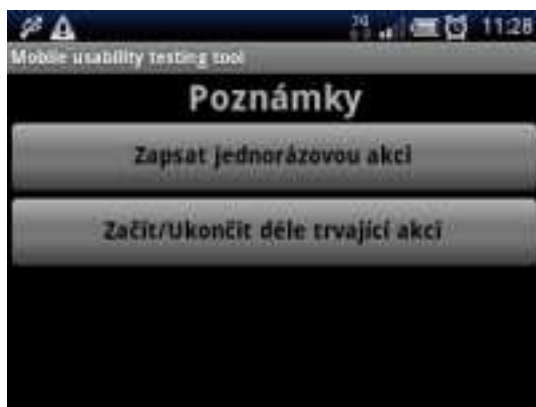 11:28
Mobile usability testing tool
Poznámky
Zapsat jednorázovou akci
Začít/Ukončit déle trvající akci